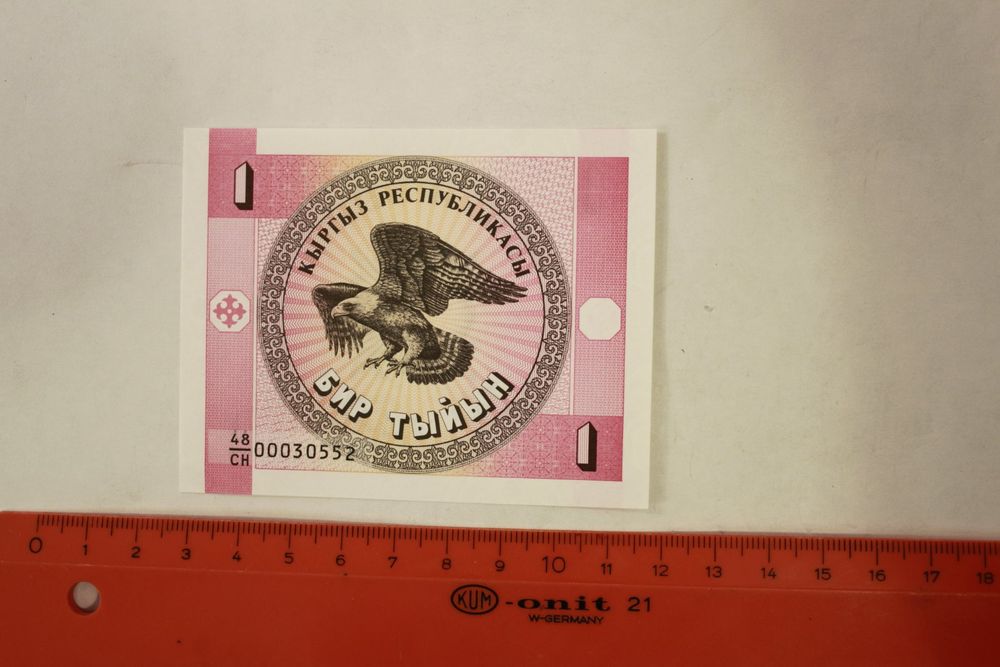 1
КЫРГЫЗ РЕСПУБЛИКАСЫ
БИР ТЫЙЫН
48
СН 00030552
1
0 1 2 3 4 5 6 7 8 9 10 11 12 13 14 15 16 17 18
KUM -onit 21
W-GERMANY